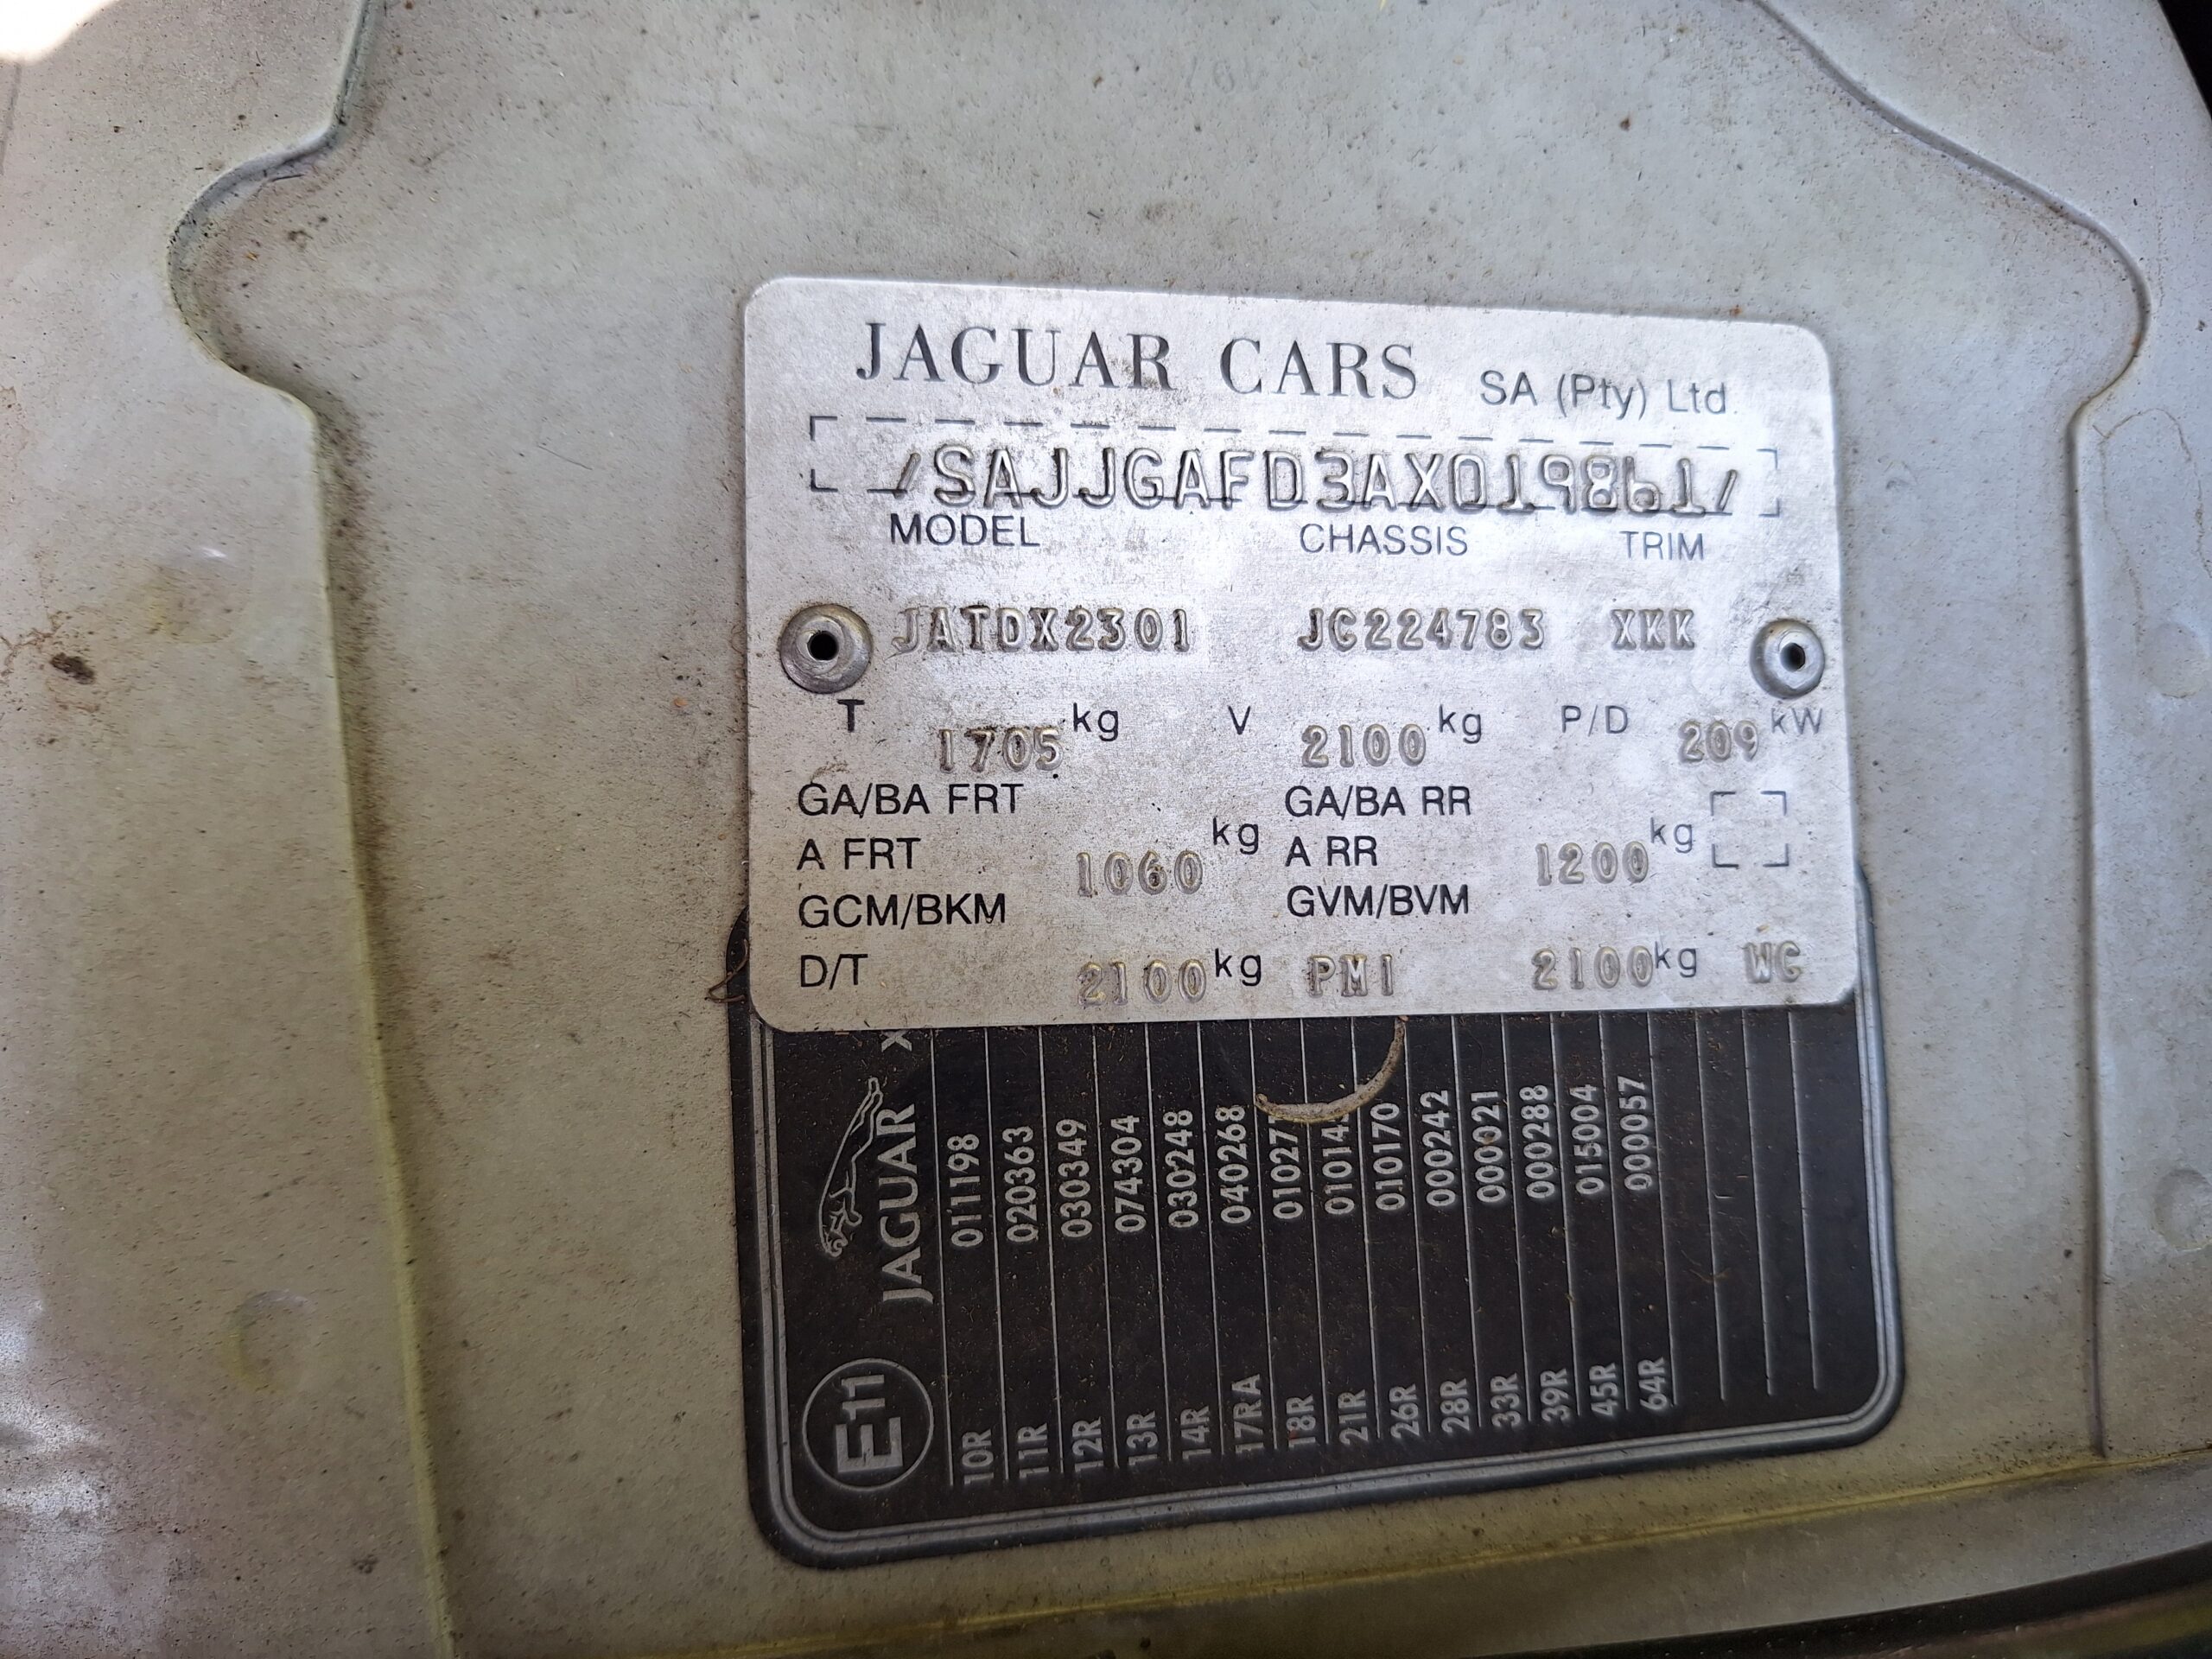 JAGUAR CARS SA (Pty) Ltd.
/SAJJGAFD3AX019861/
MODEL CHASSIS TRIM
JATDX2301 JC224783 XKK
T 1705 kg V 2100 kg P/D 209 kW
GA/BA FRT GA/BA RR
A FRT 1060 kg A RR 1200 kg
GCM/BKM GVM/BVM
D/T 2100 kg PM1 2100 kg WC
E11 JAGUAR X
10R 011198
11R 020363
12R 030349
13R 074304
14R 030248
17RA 040268
18R
21R
26R 010170
28R 000242
33R 000021
39R 000288
45R 015004
64R 000057